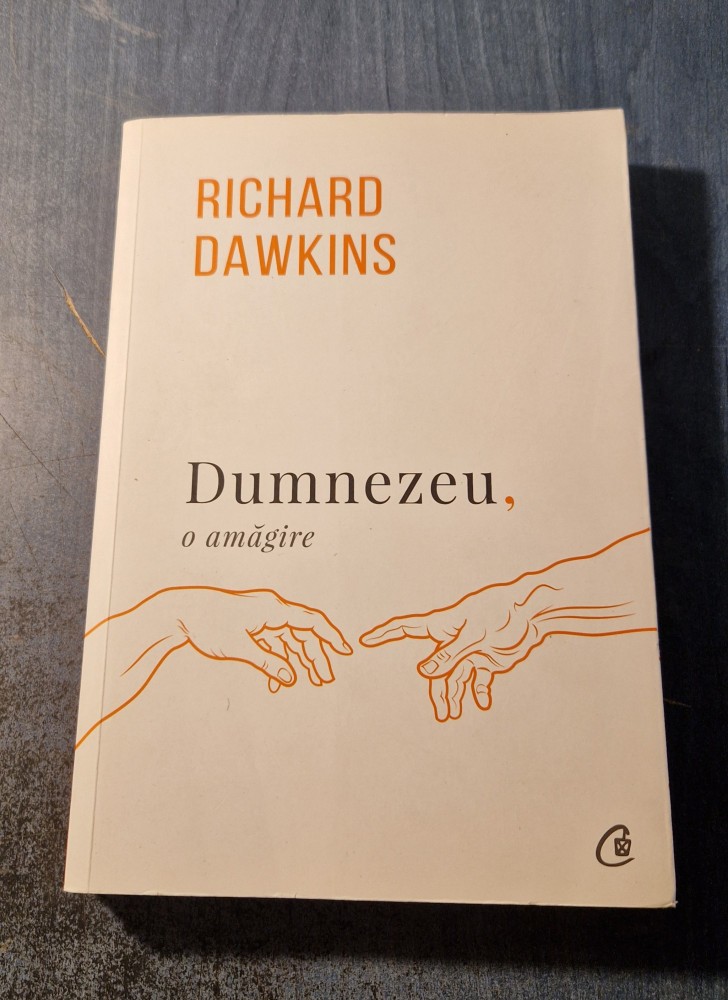 RICHARD
DAWKINS
Dumnezeu,
o amăgire